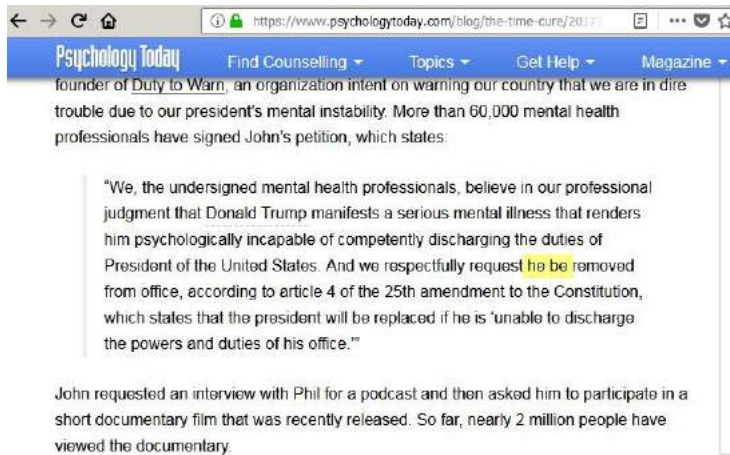 https://www.psychologytoday.com/blog/the-time-cure/201
Psychology Today
Find Counselling
Topics
Get Help
Magazine
founder of Duty to Warn, an organization intent on warning our country that we are in dire
trouble due to our president's mental instability. More than 60,000 mental health
professionals have signed John's petition, which states:
“We, the undersigned mental health professionals, believe in our professional
judgment that Donald Trump manifests a serious mental illness that renders
him psychologically incapable of competently discharging the duties of
President of the United States. And we respectfully request he be removed
from office, according to article 4 of the 25th amendment to the Constitution,
which states that the president will be replaced if he is ‘unable to discharge
the powers and duties of his office.’”
John requested an interview with Phil for a podcast and then asked him to participate in a
short documentary film that was recently released. So far, nearly 2 million people have
viewed the documentary.